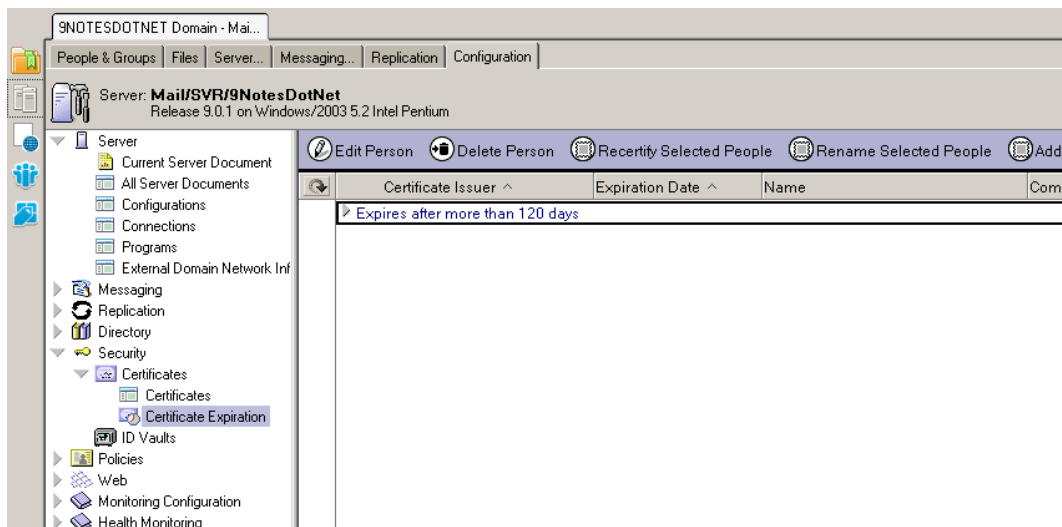 9NOTESDOTNET Domain - Mai...
People & Groups Files Server... Messaging... Replication Configuration
Server: Mail/SVR/9NotesDotNet
Release 9.0.1 on Windows/2003 5.2 Intel Pentium
Edit Person Delete Person Recertify Selected People Rename Selected People Add
Certificate Issuer ^ Expiration Date ^ Name Com
Expires after more than 120 days
Server
Current Server Document
All Server Documents
Configurations
Connections
Programs
External Domain Network Inf
Messaging
Replication
Directory
Security
Certificates
Certificates
Certificate Expiration
ID Vaults
Policies
Web
Monitoring Configuration
Health Monitoring